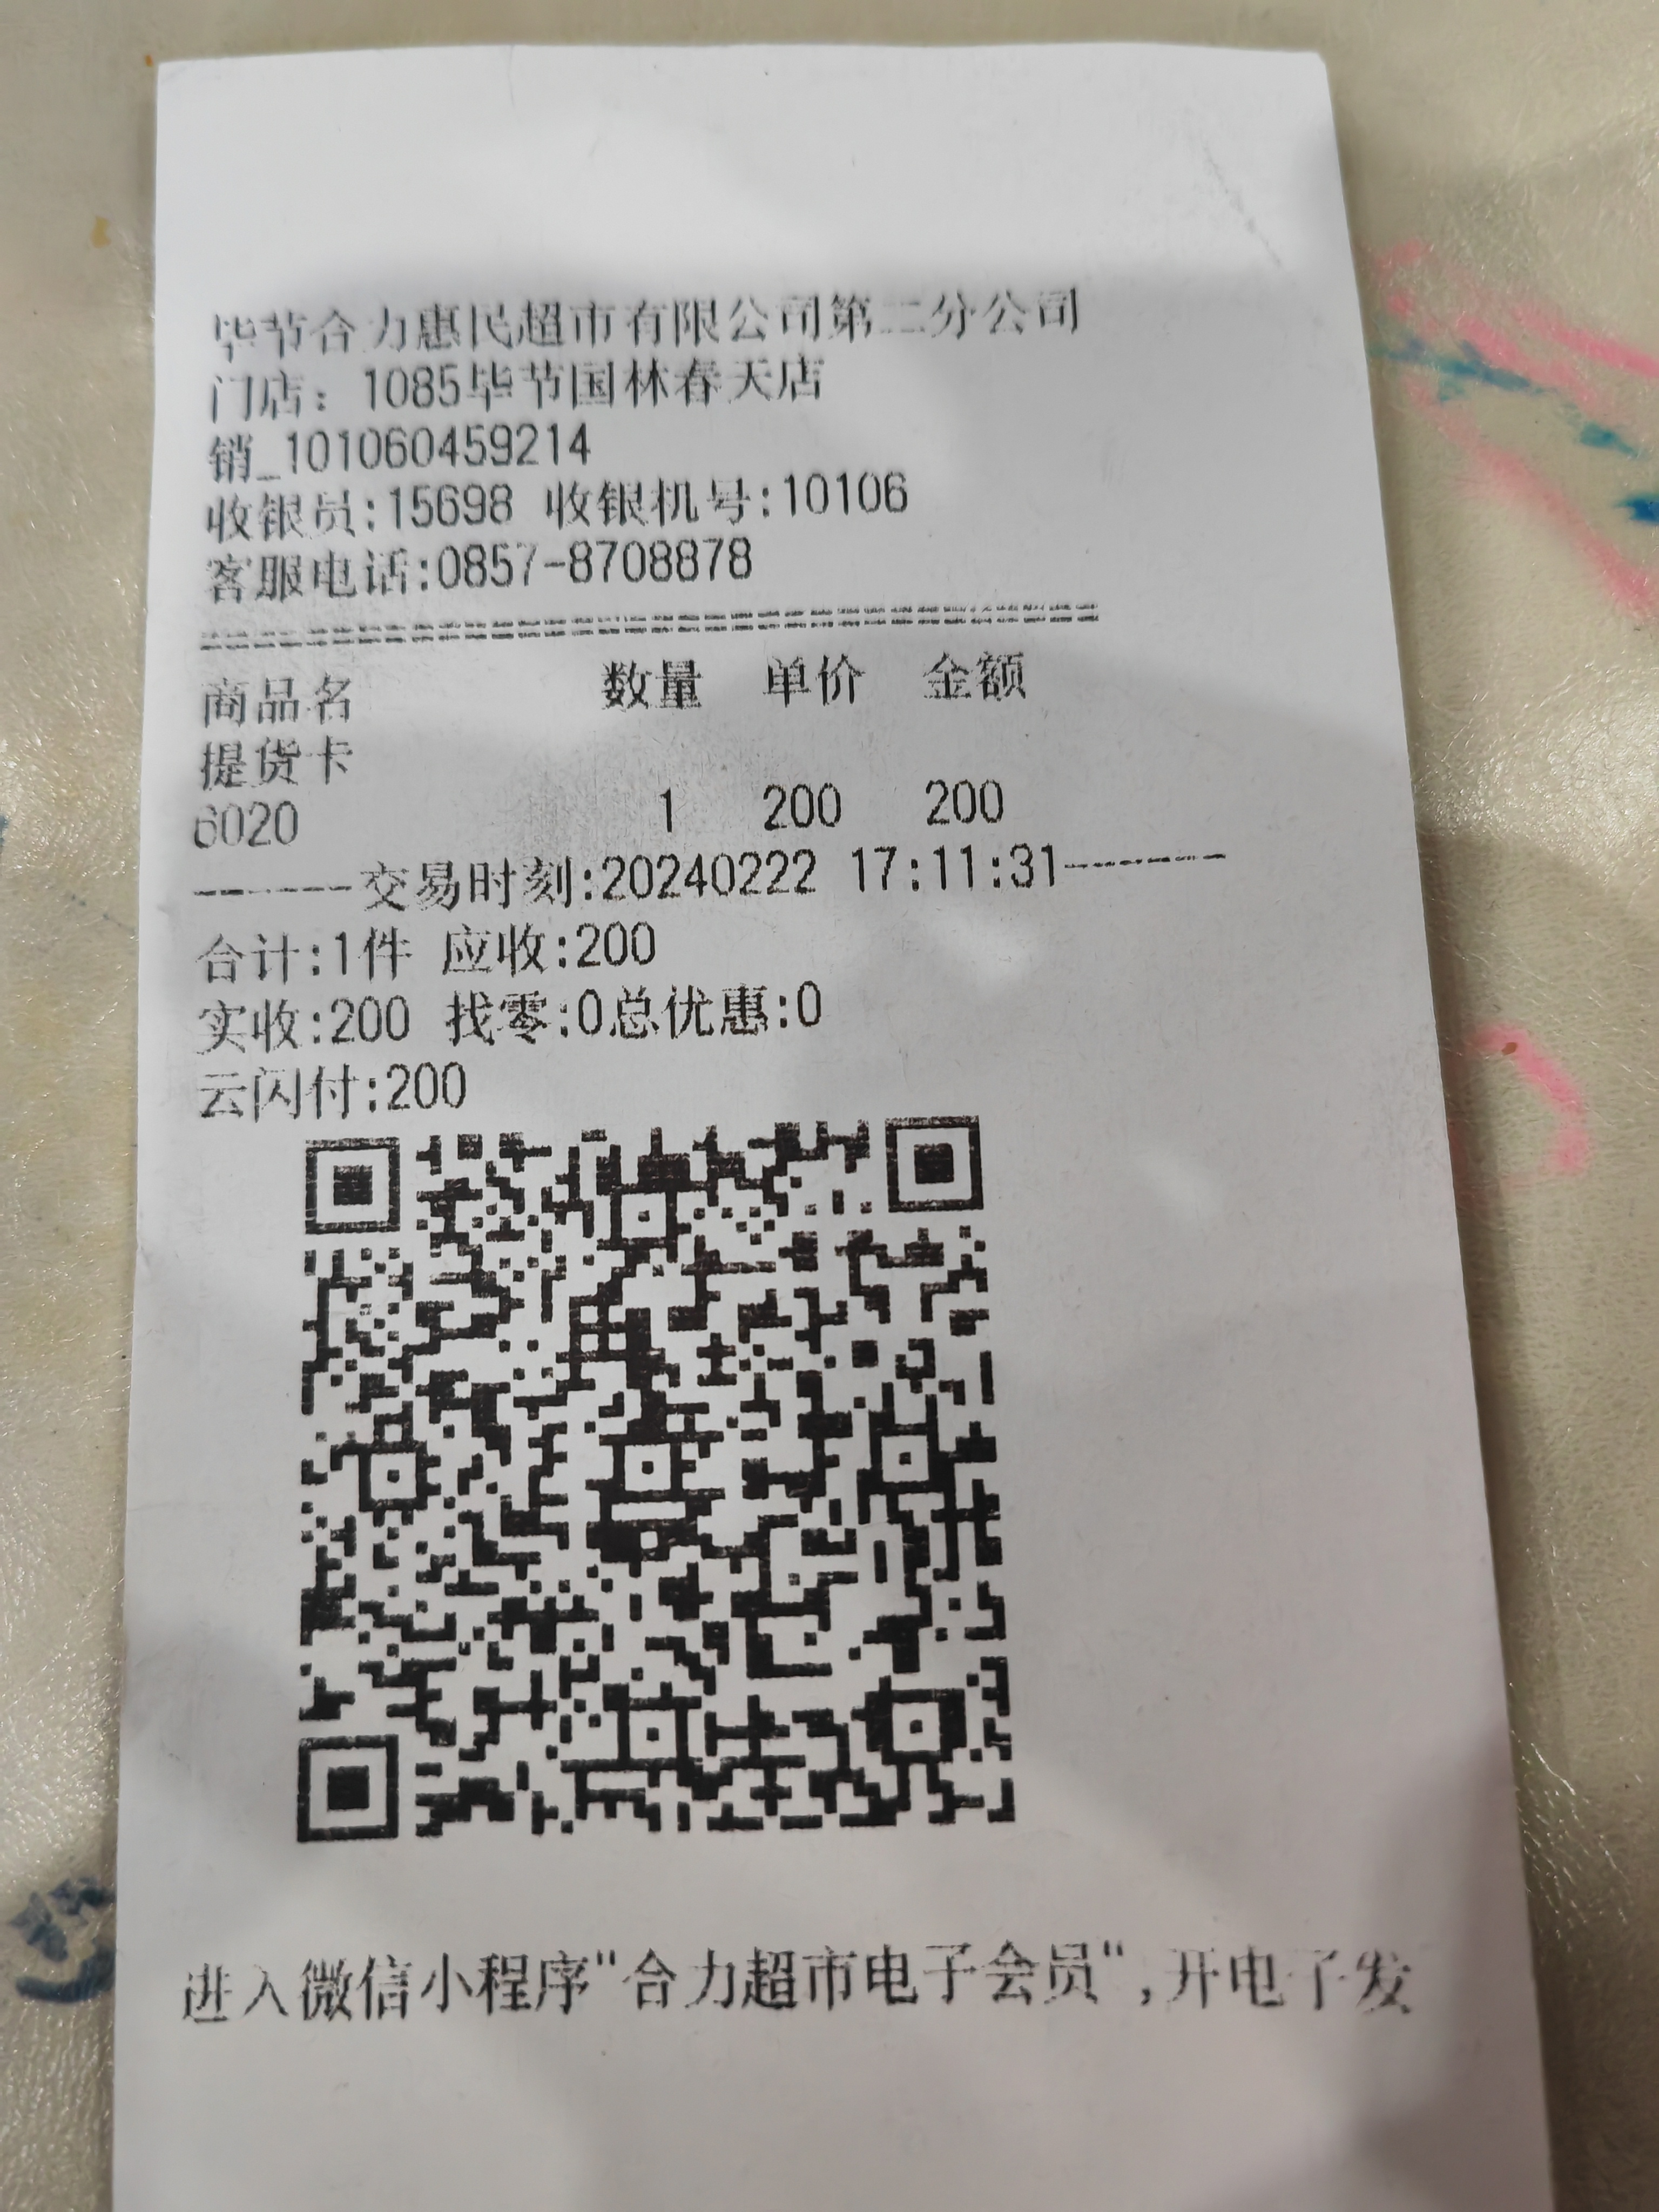 毕节合力惠民超市有限公司第二分公司
门店：1085毕节国林春天店
销_101060459214
收银员:15698 收银机号:10106
客服电话:0857-8708878
==================================
商品名 数量 单价 金额
提货卡
6020 1 200 200
------交易时刻:20240222 17:11:31------
合计:1件 应收:200
实收:200 找零:0总优惠:0
云闪付:200
进入微信小程序"合力超市电子会员",开电子发